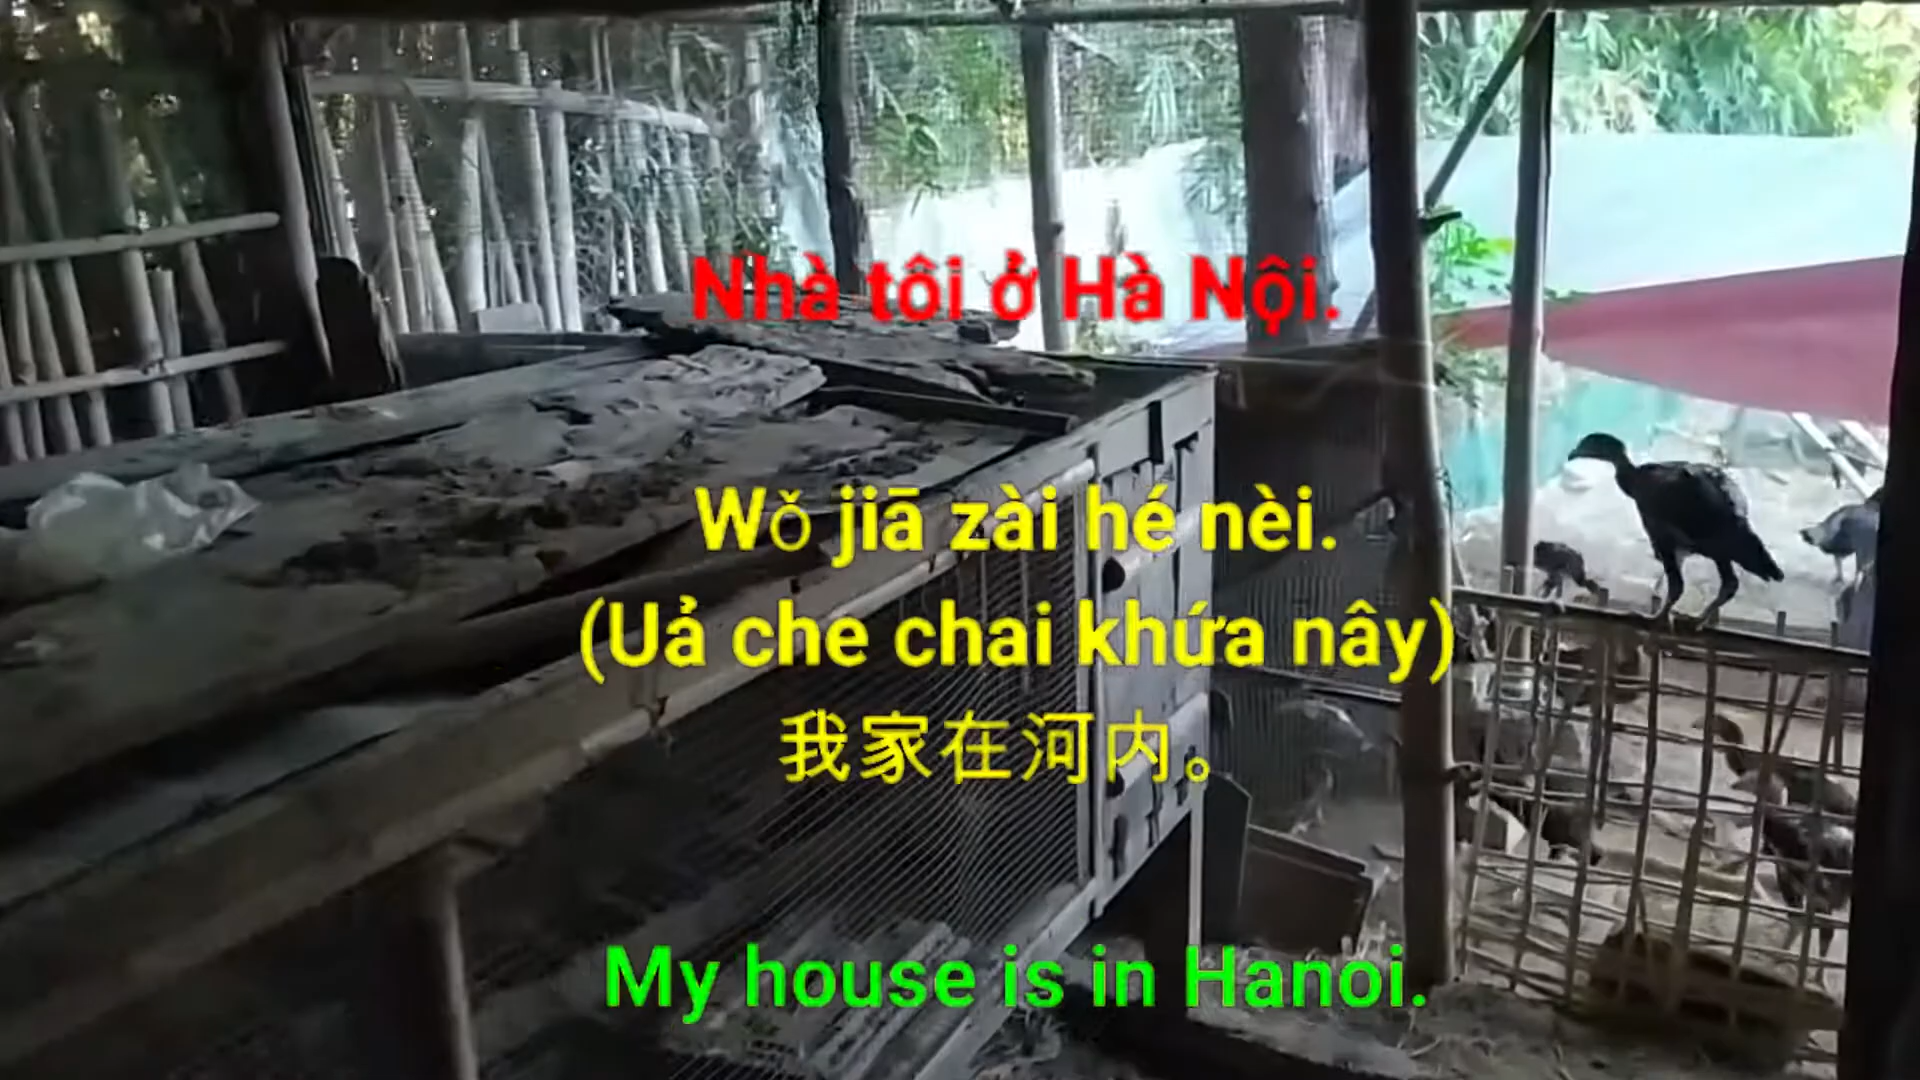 Nhà tôi ở Hà Nội.
Wǒ jiā zài hé nèi.
(Uả che chai khứa nây)
我家在河内。
My house is in Hanoi.